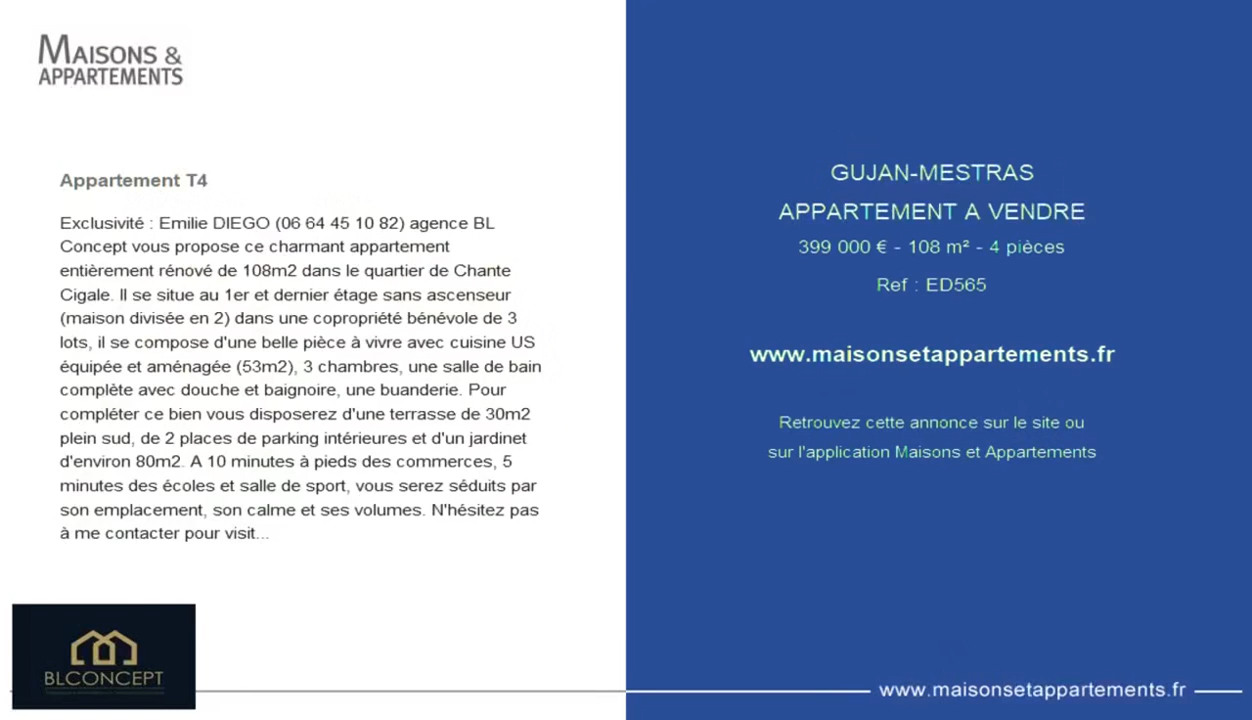 MAISONS &
APPARTEMENTS
Appartement T4
Exclusivité : Emilie DIEGO (06 64 45 10 82) agence BL
Concept vous propose ce charmant appartement
entièrement rénové de 108m2 dans le quartier de Chante
Cigale. Il se situe au 1er et dernier étage sans ascenseur
(maison divisée en 2) dans une copropriété bénévole de 3
lots, il se compose d'une belle pièce à vivre avec cuisine US
équipée et aménagée (53m2), 3 chambres, une salle de bain
complète avec douche et baignoire, une buanderie. Pour
compléter ce bien vous disposerez d'une terrasse de 30m2
plein sud, de 2 places de parking intérieures et d'un jardinet
d'environ 80m2. A 10 minutes à pieds des commerces, 5
minutes des écoles et salle de sport, vous serez séduits par
son emplacement, son calme et ses volumes. N'hésitez pas
à me contacter pour visit...
BLCONCEPT
GUJAN-MESTRAS
APPARTEMENT A VENDRE
399 000 € - 108 m² - 4 pièces
Ref : ED565
www.maisonsetappartements.fr
Retrouvez cette annonce sur le site ou
sur l'application Maisons et Appartements
www.maisonsetappartements.fr